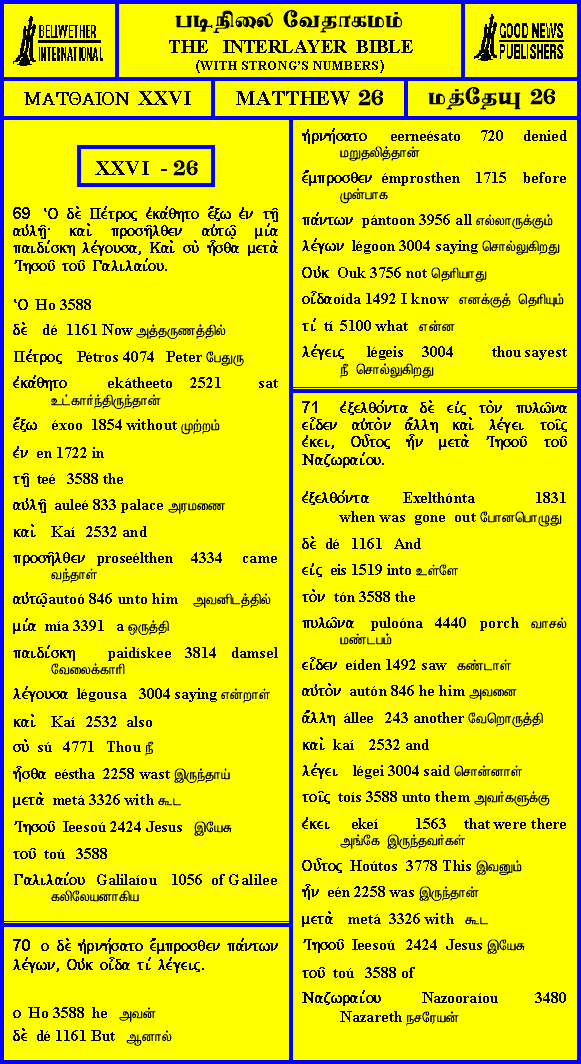 BELLWETHER
INTERNATIONAL
படிநிலை வேதாகமம்
THE INTERLAYER BIBLE
(WITH STRONG'S NUMBERS)
GOOD NEWS
PUBLISHERS
ΜΑΤΘΑΙΟΝ XXVI
MATTHEW 26
மத்தேயு 26
XXVI - 26
69 Ὁ δὲ Πέτρος ἐκάθητο ἔξω ἐν τῇ
αὐλῇ· καὶ προσῆλθεν αὐτῷ μία
παιδίσκη λέγουσα, Καὶ σὺ ἦσθα μετὰ
Ἰησοῦ τοῦ Γαλιλαίου.
Ὁ Ho 3588
δὲ dé 1161 Now அத்தருணத்தில்
Πέτρος Pétros 4074 Peter பேதுரு
ἐκάθητο ekátheeto 2521 sat
உட்கார்ந்திருந்தான்
ἔξω éxoo 1854 without முற்றம்
ἐν en 1722 in
τῇ teé 3588 the
αὐλῇ auleé 833 palace அரமணை
καὶ Kaí 2532 and
προσῆλθεν proseélthen 4334 came
வந்தாள்
αὐτῷ autoó 846 unto him அவனிடத்தில்
μία mía 3391 a ஒருத்தி
παιδίσκη paidískee 3814 damsel
வேலைக்காரி
λέγουσα légousa 3004 saying என்றாள்
καὶ Kaí 2532 also
σὺ sú 4771 Thou நீ
ἦσθα eéstha 2258 wast இருந்தாய்
μετὰ metá 3326 with கூட
Ἰησοῦ Ieesoú 2424 Jesus இயேசு
τοῦ toú 3588
Γαλιλαίου Galilaíou 1056 of Galilee
கலிலேயனாகிய
70 ο δὲ ἠρνήσατο ἔμπροσθεν πάντων
λέγων, Οὐκ οἶδα τί λέγεις.
ο Ho 3588 he அவன்
δὲ dé 1161 But ஆனால்
ἠρνήσατο eerneésato 720 denied
மறுதலித்தான்
ἔμπροσθεν émprosthen 1715 before
முன்பாக
πάντων pántoon 3956 all எல்லாருக்கும்
λέγων légoon 3004 saying சொல்லுகிறது
Οὐκ Ouk 3756 not தெரியாது
οἶδα oída 1492 I know எனக்குத் தெரியும்
τί tí 5100 what என்ன
λέγεις légeis 3004 thou sayest
நீ சொல்லுகிறது
71 ἐξελθόντα δὲ εἰς τὸν πυλῶνα
εἶδεν αὐτὸν ἄλλη καὶ λέγει τοῖς
ἐκει, Οὗτος ἦν μετὰ Ἰησοῦ τοῦ
Ναζωραίου.
ἐξελθόντα Exelthónta 1831
when was gone out போனபொழுது
δὲ dé 1161 And
εἰς eis 1519 into உள்ளே
τὸν tón 3588 the
πυλῶνα puloóna 4440 porch வாசல்
மண்டபம்
εἶδεν eíden 1492 saw கண்டாள்
αὐτὸν autón 846 he him அவனை
ἄλλη állee 243 another வேறொருத்தி
καὶ kaí 2532 and
λέγει légei 3004 said சொன்னாள்
τοῖς toís 3588 unto them அவர்களுக்கு
ἐκει ekeí 1563 that were there
அங்கே இருந்தவர்கள்
Οὗτος Hoútos 3778 This இவனும்
ἦν eén 2258 was இருந்தான்
μετὰ metá 3326 with கூட
Ἰησοῦ Ieesoú 2424 Jesus இயேசு
τοῦ toú 3588 of
Ναζωραίου Nazooraíou 3480
Nazareth நசரேயன்